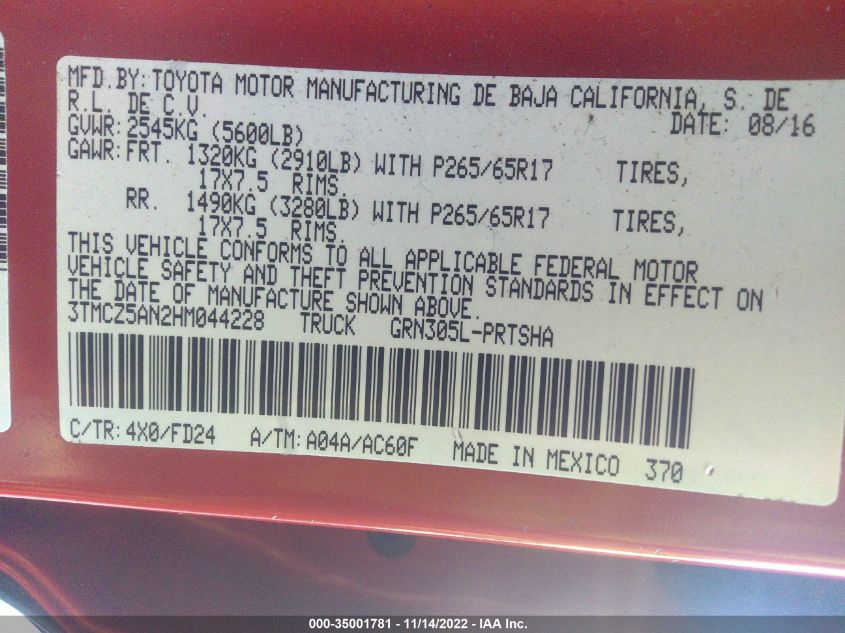 MFD.BY: TOYOTA MOTOR MANUFACTURING DE BAJA CALIFORNIA, S. DE
R.L. DE C.V. DATE: 08/16
GVWR: 2545KG (5600LB)
GAWR: FRT. 1320KG (2910LB) WITH P265/65R17 TIRES,
17X7.5 RIMS.
RR. 1490KG (3280LB) WITH P265/65R17 TIRES,
17X7.5 RIMS.
THIS VEHICLE CONFORMS TO ALL APPLICABLE FEDERAL MOTOR
VEHICLE SAFETY AND THEFT PREVENTION STANDARDS IN EFFECT ON
THE DATE OF MANUFACTURE SHOWN ABOVE.
3TMCZ5AN2HM044228 TRUCK GRN305L-PRTSHA
C/TR: 4X0/FD24 A/TM: A04A/AC60F MADE IN MEXICO 370
000-35001781 - 11/14/2022 - IAA Inc.